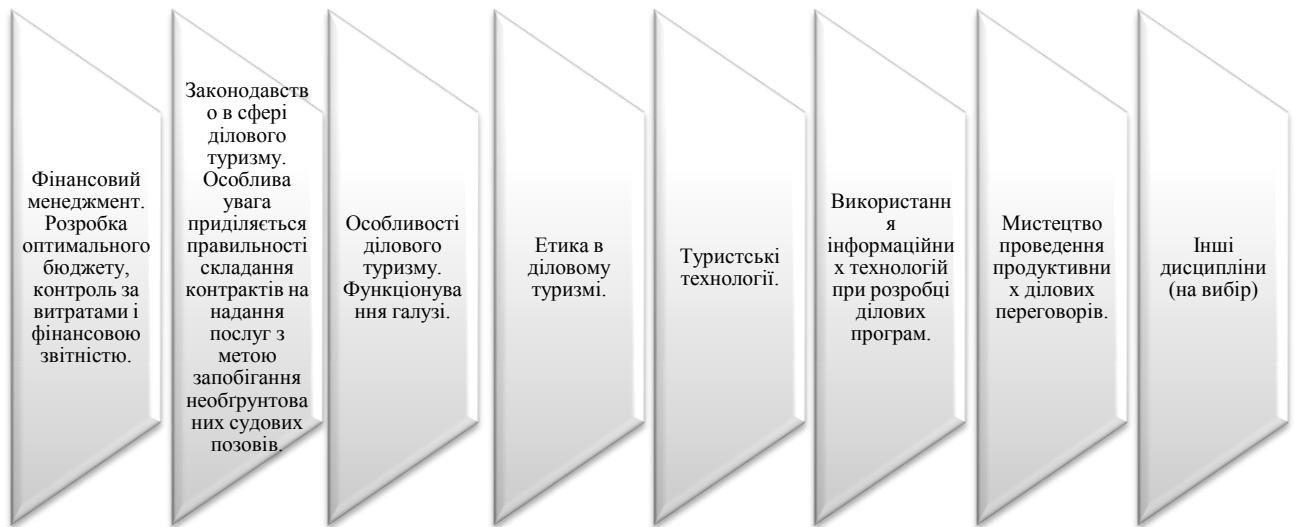 Фінансовий
менеджмент.
Розробка
оптимального
бюджету,
контроль за
витратами і
фінансовою
звітністю.
Законодавств
о в сфері
ділового
туризму.
Особлива
увага
приділяється
правильності
складання
контрактів на
надання
послуг з
метою
запобігання
необґрунтова
них судових
позовів.
Особливості
ділового
туризму.
Функціонува
ння галузі.
Етика в
діловому
туризмі.
Туристські
технології.
Використанн
я
інформаційни
х технологій
при розробці
ділових
програм.
Мистецтво
проведення
продуктивни
х ділових
переговорів.
Інші
дисципліни
(на вибір)